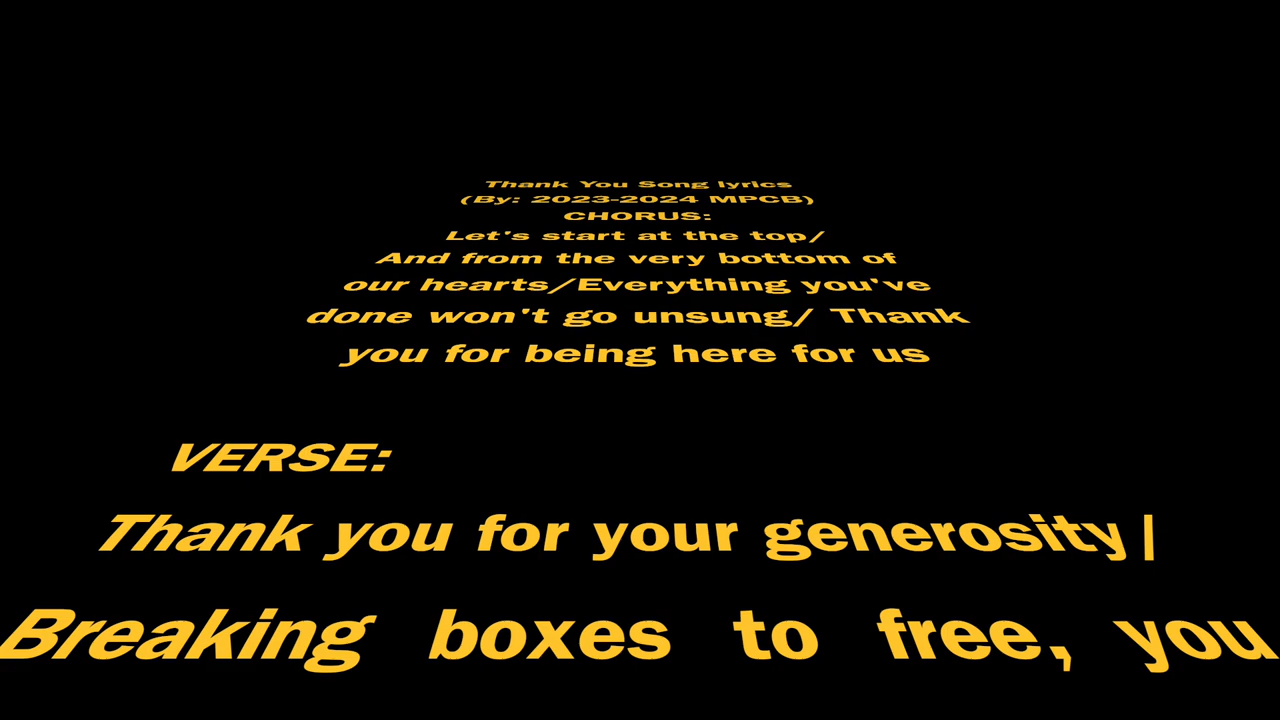 Thank You Song lyrics
(By: 2023-2024 MPCB)
CHORUS:
Let's start at the top/
And from the very bottom of
our hearts/Everything you've
done won't go unsung/ Thank
you for being here for us
VERSE:
Thank you for your generosity|
Breaking boxes to free, you